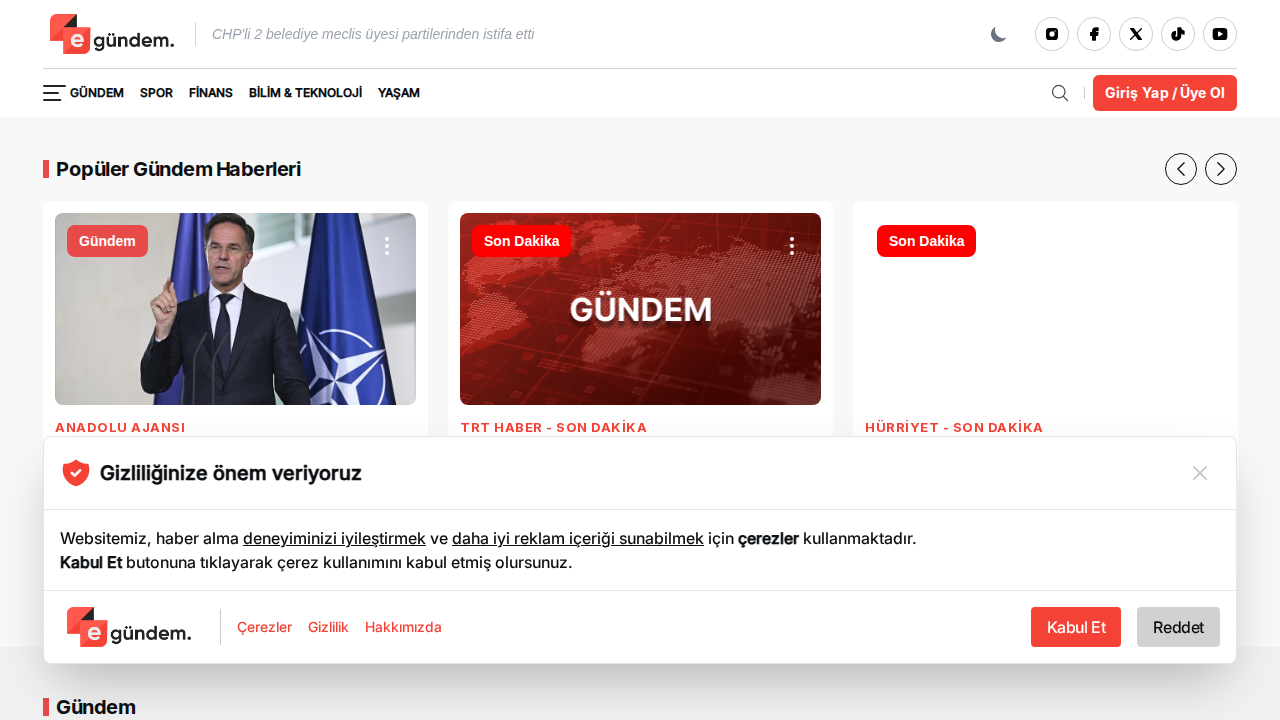 e gündem.
CHP'li 2 belediye meclis üyesi partilerinden istifa etti
GÜNDEM SPOR FİNANS BİLİM & TEKNOLOJİ YAŞAM
Giriş Yap / Üye Ol
Popüler Gündem Haberleri
Gündem
Son Dakika
GÜNDEM
Son Dakika
ANADOLU AJANSI
TRT HABER - SON DAKİKA
HÜRRİYET - SON DAKİKA
Gizliliğinize önem veriyoruz
Websitemiz, haber alma deneyiminizi iyileştirmek ve daha iyi reklam içeriği sunabilmek için çerezler kullanmaktadır.
Kabul Et butonuna tıklayarak çerez kullanımını kabul etmiş olursunuz.
e gündem.
Çerezler Gizlilik Hakkımızda
Kabul Et Reddet
Gündem